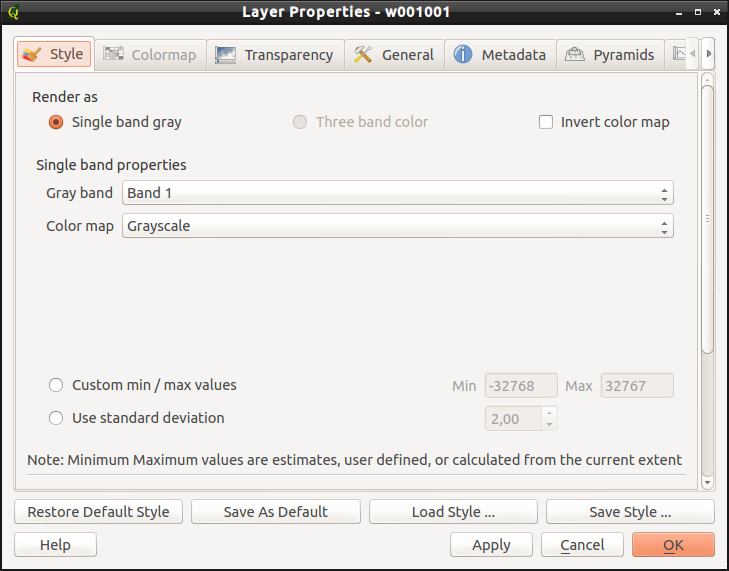 Layer Properties - w001001
Style Colormap Transparency General Metadata Pyramids
Render as
Single band gray Three band color Invert color map
Single band properties
Gray band Band 1
Color map Grayscale
Custom min / max values Min -32768 Max 32767
Use standard deviation 2,00
Note: Minimum Maximum values are estimates, user defined, or calculated from the current extent
Restore Default Style Save As Default Load Style ... Save Style ...
Help Apply Cancel OK